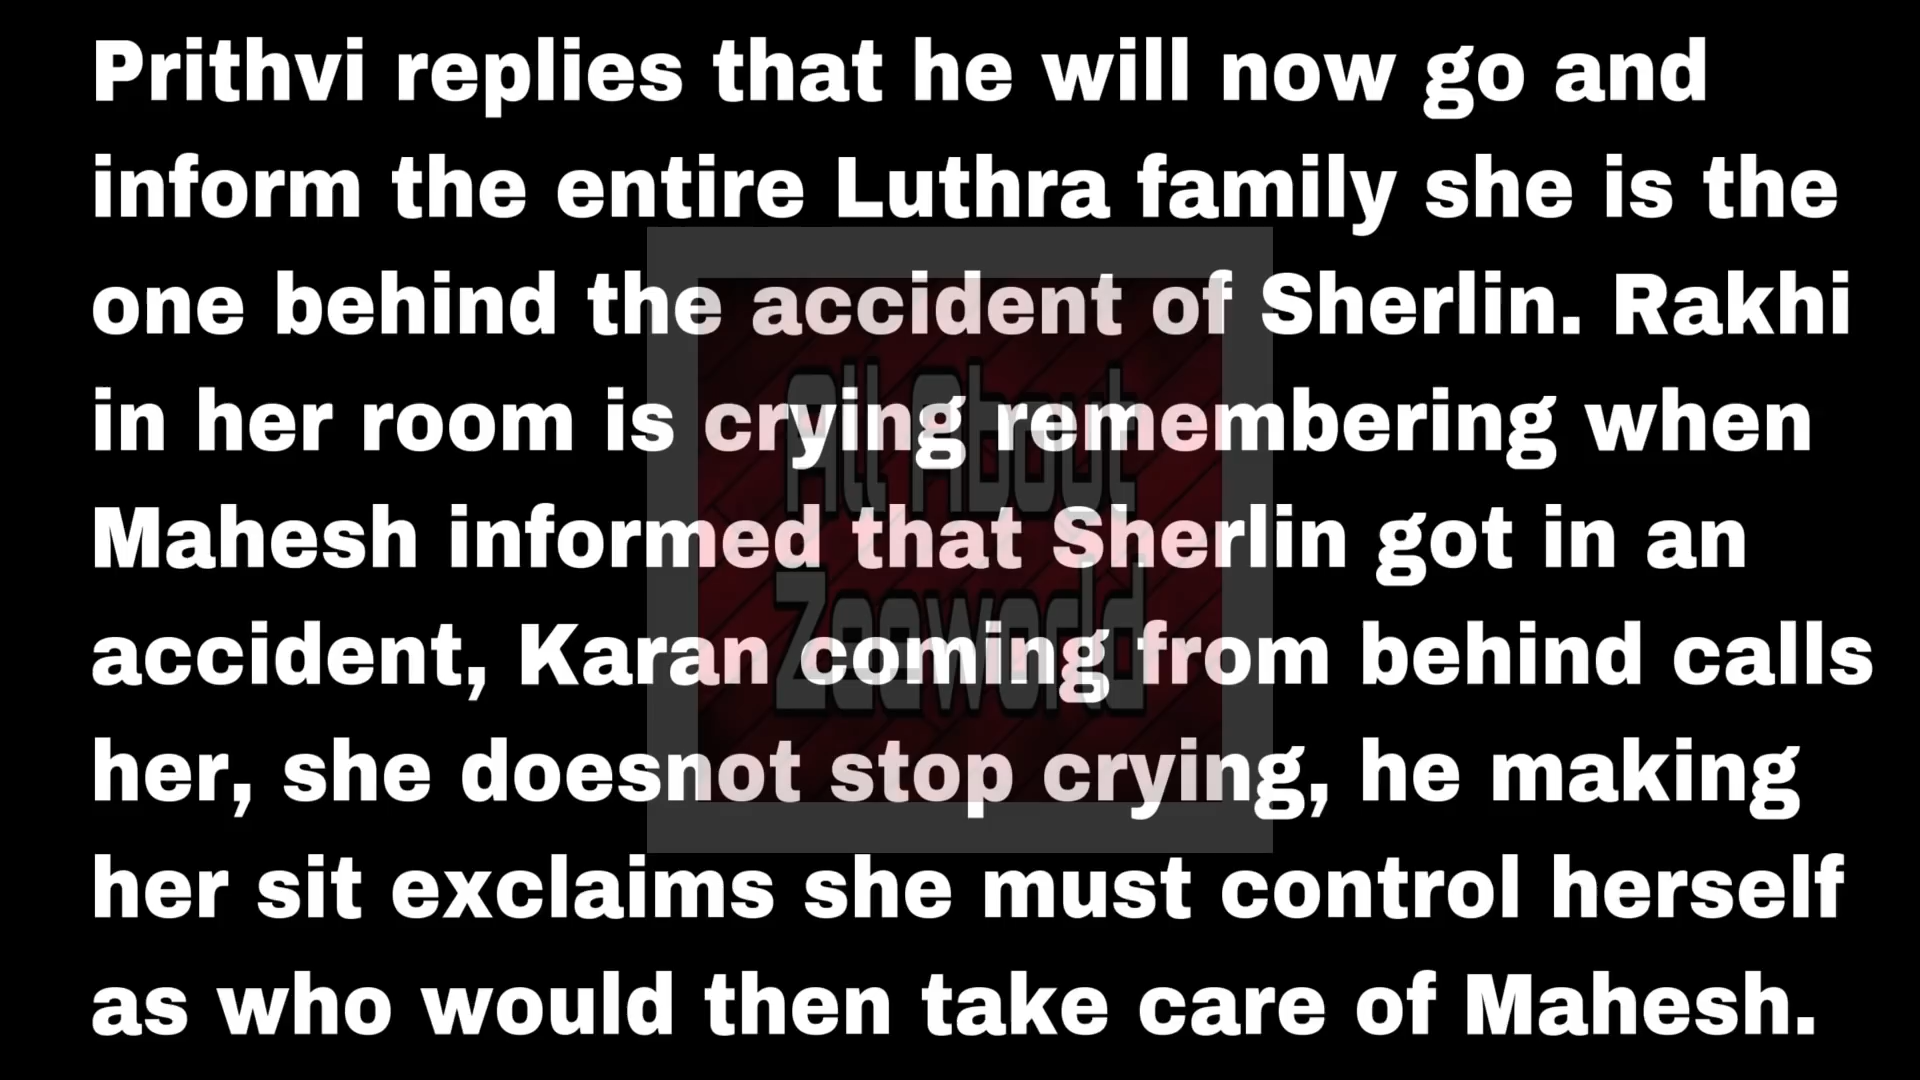 Prithvi replies that he will now go and
inform the entire Luthra family she is the
one behind the accident of Sherlin. Rakhi
in her room is crying remembering when
Mahesh informed that Sherlin got in an
accident, Karan coming from behind calls
her, she doesnot stop crying, he making
her sit exclaims she must control herself
as who would then take care of Mahesh.
All About
Zeeworld